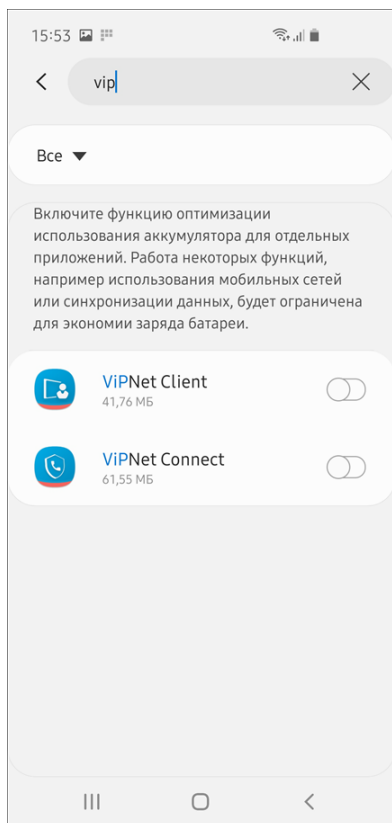 15:53
vip
Все
Включите функцию оптимизации
использования аккумулятора для отдельных
приложений. Работа некоторых функций,
например использования мобильных сетей
или синхронизации данных, будет ограничена
для экономии заряда батареи.
ViPNet Client
41,76 МБ
ViPNet Connect
61,55 МБ